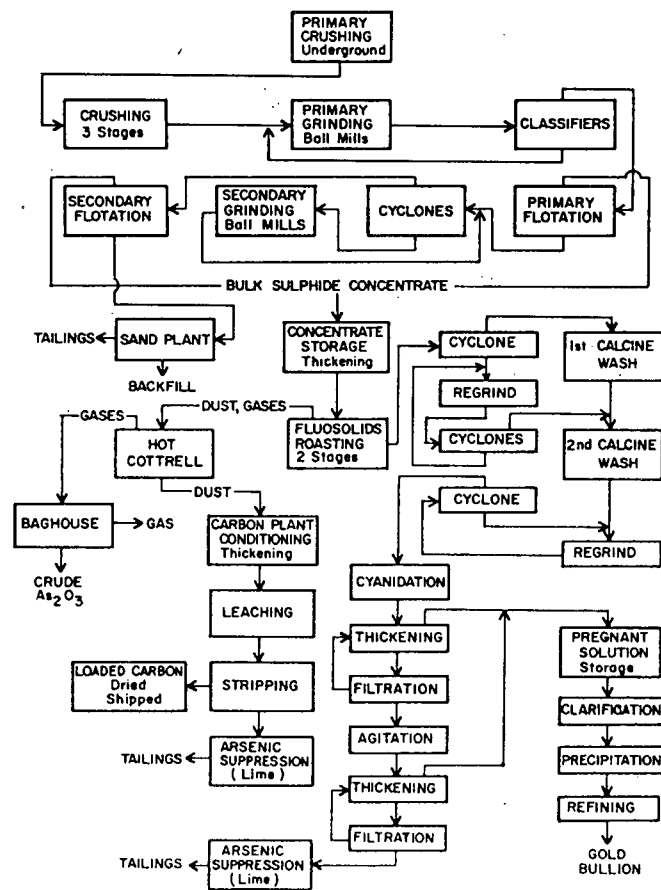 PRIMARY
CRUSHING
Underground
CRUSHING
3 Stages
PRIMARY
GRINDING
Ball Mills
CLASSIFIERS
SECONDARY
FLOTATION
SECONDARY
GRINDING
Ball MILLS
CYCLONES
PRIMARY
FLOTATION
BULK SULPHIDE CONCENTRATE
TAILINGS
SAND PLANT
BACKFILL
CONCENTRATE
STORAGE
Thickening
CYCLONE
1st CALCINE
WASH
REGRIND
GASES
DUST, GASES
HOT
COTTRELL
FLUOSOLIDS
ROASTING
2 Stages
CYCLONES
2nd CALCINE
WASH
DUST
CYCLONE
BAGHOUSE
GAS
CARBON PLANT
CONDITIONING
Thickening
REGRIND
CRUDE
As2O3
CYANIDATION
LEACHING
THICKENING
PREGNANT
SOLUTION
Storage
LOADED CARBON
Dried
Shipped
STRIPPING
FILTRATION
CLARIFICATION
AGITATION
TAILINGS
ARSENIC
SUPPRESSION
(Lime)
PRECIPITATION
THICKENING
REFINING
FILTRATION
TAILINGS
ARSENIC
SUPPRESSION
(Lime)
GOLD
BULLION